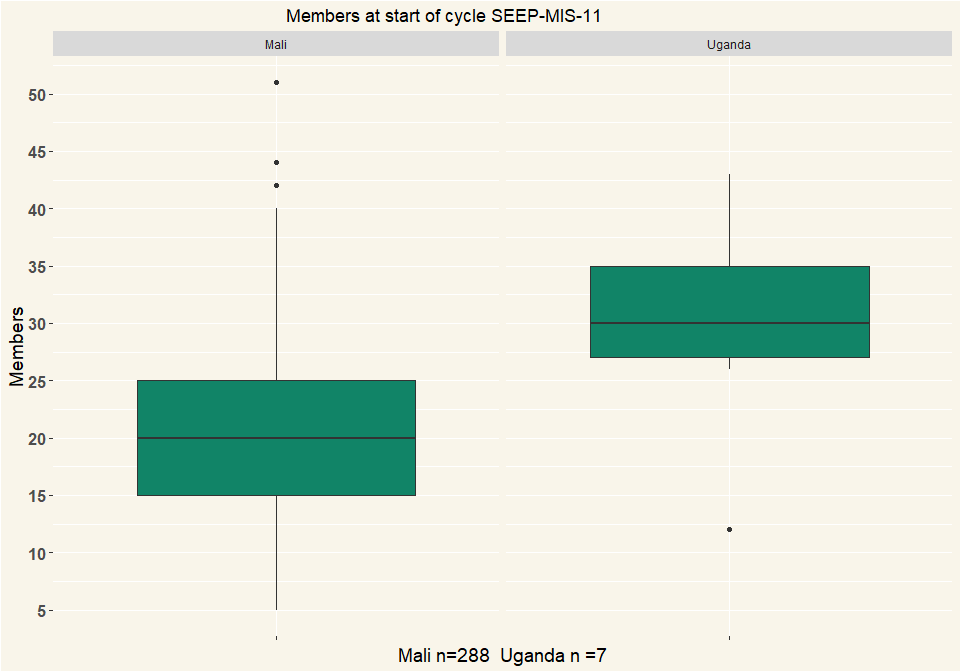 Members at start of cycle SEEP-MIS-11
Mali
Uganda
Members
50
45
40
35
30
25
20
15
10
5
Mali n=288  Uganda n =7